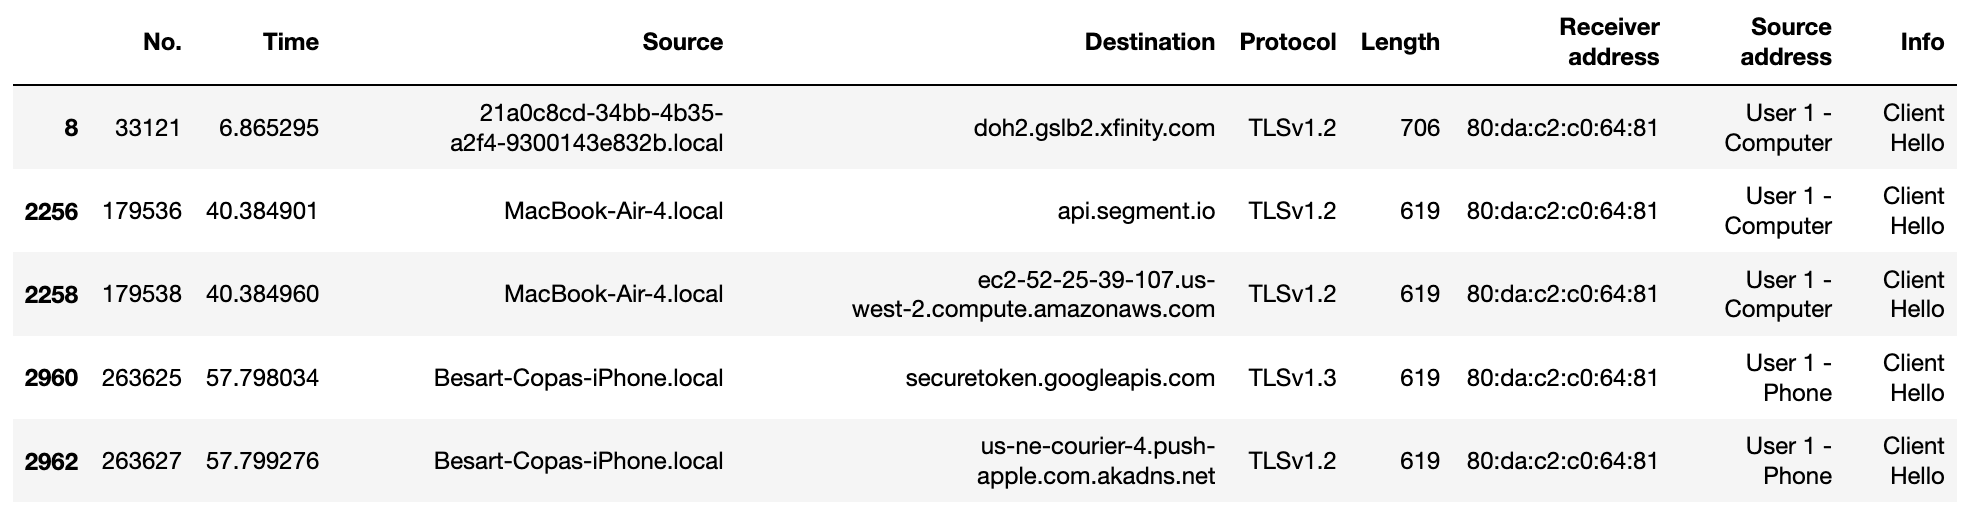 No. Time Source Destination Protocol Length Receiver address Source address Info
8 33121 6.865295 21a0c8cd-34bb-4b35-a2f4-9300143e832b.local doh2.gslb2.xfinity.com TLSv1.2 706 80:da:c2:c0:64:81 User 1 - Computer Client Hello
2256 179536 40.384901 MacBook-Air-4.local api.segment.io TLSv1.2 619 80:da:c2:c0:64:81 User 1 - Computer Client Hello
2258 179538 40.384960 MacBook-Air-4.local ec2-52-25-39-107.us-west-2.compute.amazonaws.com TLSv1.2 619 80:da:c2:c0:64:81 User 1 - Computer Client Hello
2960 263625 57.798034 Besart-Copas-iPhone.local securetoken.googleapis.com TLSv1.3 619 80:da:c2:c0:64:81 User 1 - Phone Client Hello
2962 263627 57.799276 Besart-Copas-iPhone.local us-ne-courier-4.push-apple.com.akadns.net TLSv1.2 619 80:da:c2:c0:64:81 User 1 - Phone Client Hello